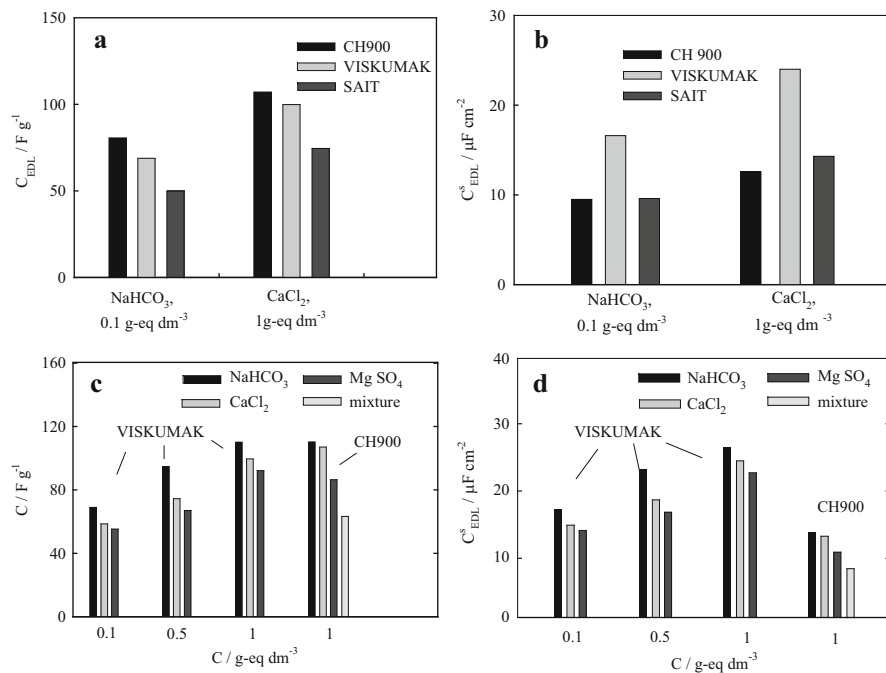 a
CH900
VISKUMAK
SAIT
C_EDL / F g⁻¹
150
100
50
0
NaHCO₃,
0.1 g-eq dm⁻³
CaCl₂,
1g-eq dm⁻³
b
CH 900
VISKUMAK
SAIT
Cˢ_EDL / µF cm⁻²
30
20
10
0
NaHCO₃,
0.1 g-eq dm⁻³
CaCl₂,
1g-eq dm⁻³
c
NaHCO₃
CaCl₂
Mg SO₄
mixture
VISKUMAK
CH900
C / F g⁻¹
160
120
80
40
0
0.1
0.5
1
1
C / g-eq dm⁻³
d
NaHCO₃
CaCl₂
Mg SO₄
mixture
VISKUMAK
CH900
Cˢ_EDL / µF cm⁻²
40
30
20
10
0
0.1
0.5
1
1
C / g-eq dm⁻³